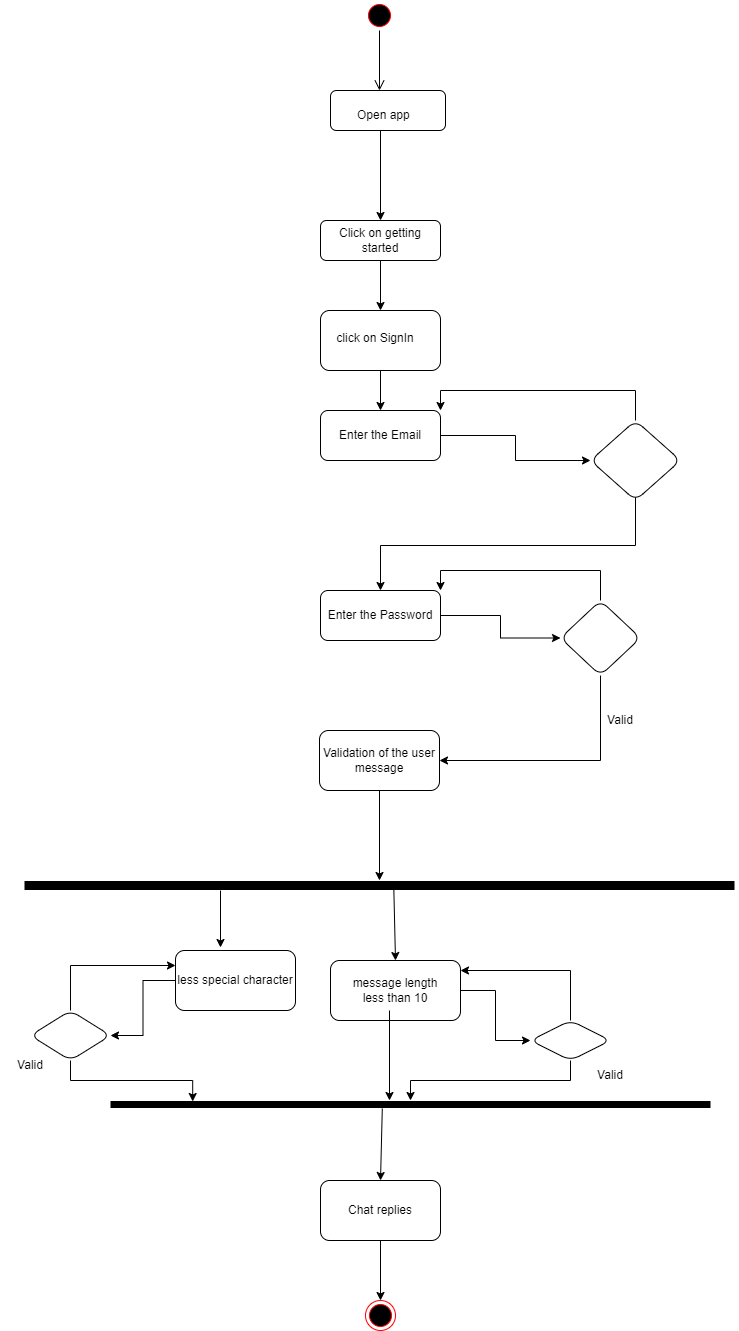 Open app
Click on getting
started
click on SignIn
Enter the Email
Enter the Password
Valid
Validation of the user
message
less special character
message length
less than 10
Valid
Valid
Chat replies